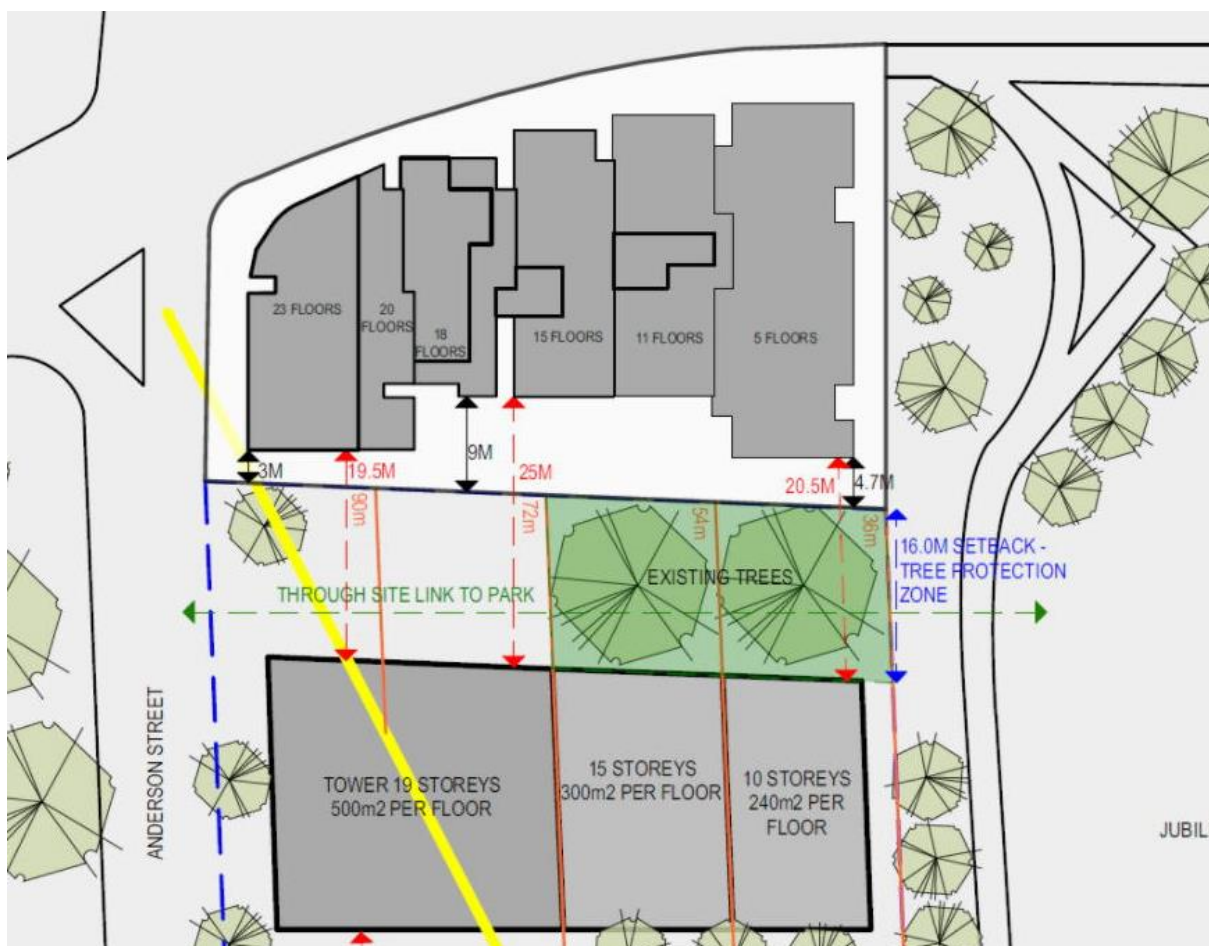 23 FLOORS
20
FLOORS
18
FLOORS
15 FLOORS
11 FLOORS
5 FLOORS
3M
19.5M
9M
25M
20.5M
4.7M
90m
72m
54m
36m
16.0M SETBACK -
TREE PROTECTION
ZONE
EXISTING TREES
THROUGH SITE LINK TO PARK
ANDERSON STREET
TOWER 19 STOREYS
500m2 PER FLOOR
15 STOREYS
300m2 PER FLOOR
10 STOREYS
240m2 PER
FLOOR
JUBIL